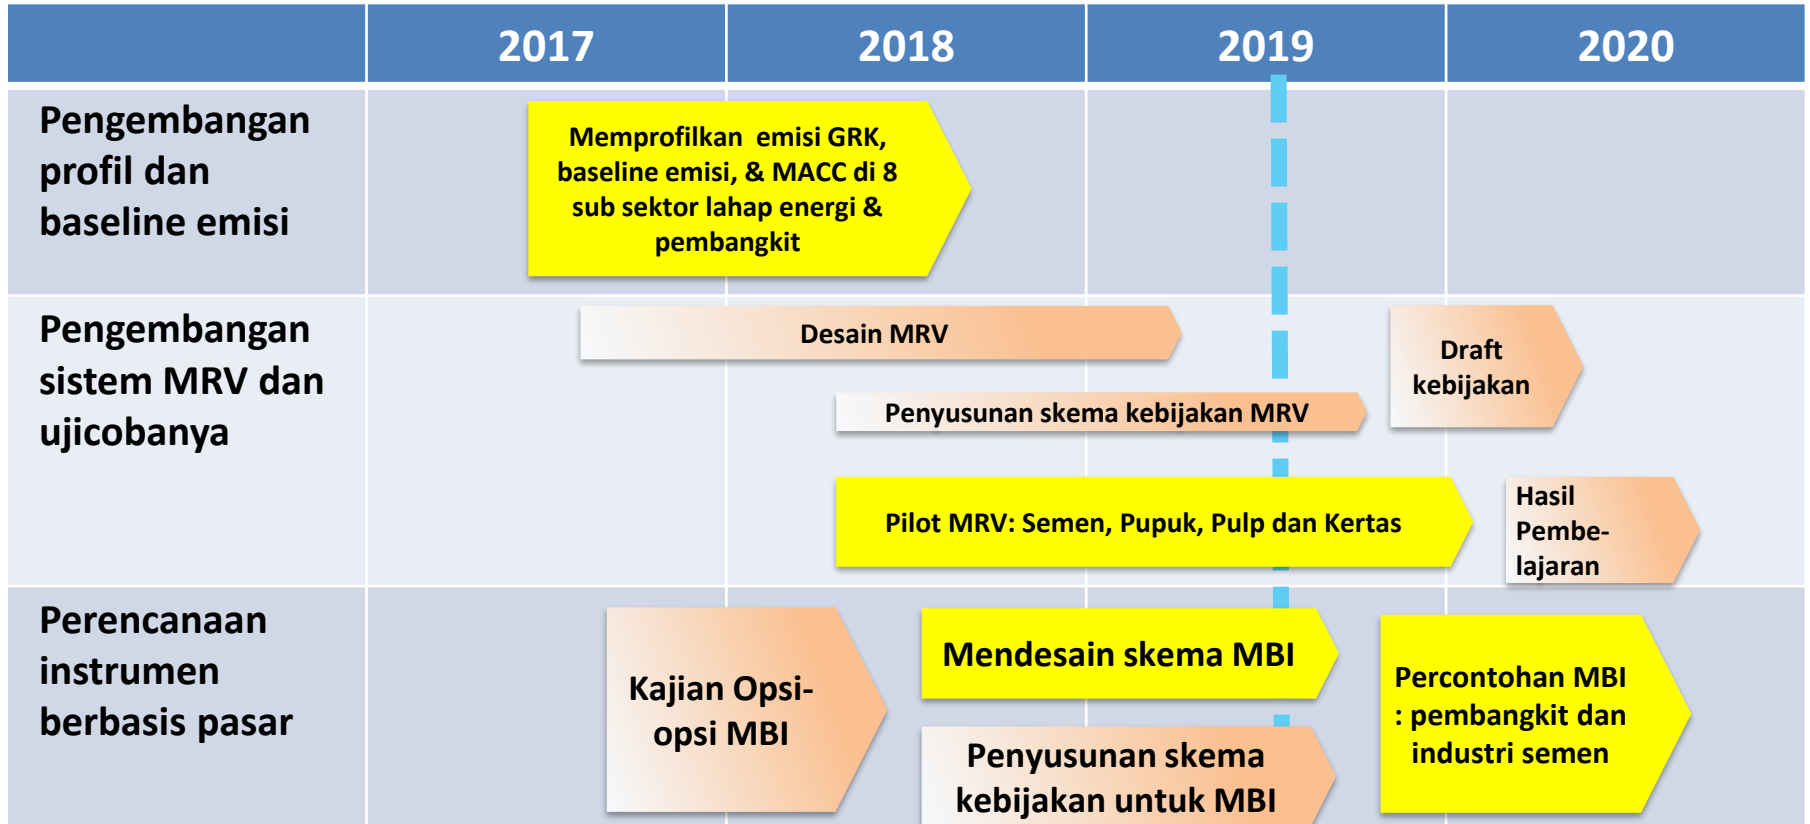 2017
2018
2019
2020
Pengembangan
profil dan
baseline emisi
Memprofilkan emisi GRK,
baseline emisi, & MACC di 8
sub sektor lahap energi &
pembangkit
Pengembangan
sistem MRV dan
ujicobanya
Desain MRV
Draft
kebijakan
Penyusunan skema kebijakan MRV
Pilot MRV: Semen, Pupuk, Pulp dan Kertas
Hasil
Pembe-
lajaran
Perencanaan
instrumen
berbasis pasar
Kajian Opsi-
opsi MBI
Mendesain skema MBI
Penyusunan skema
kebijakan untuk MBI
Percontohan MBI
: pembangkit dan
industri semen